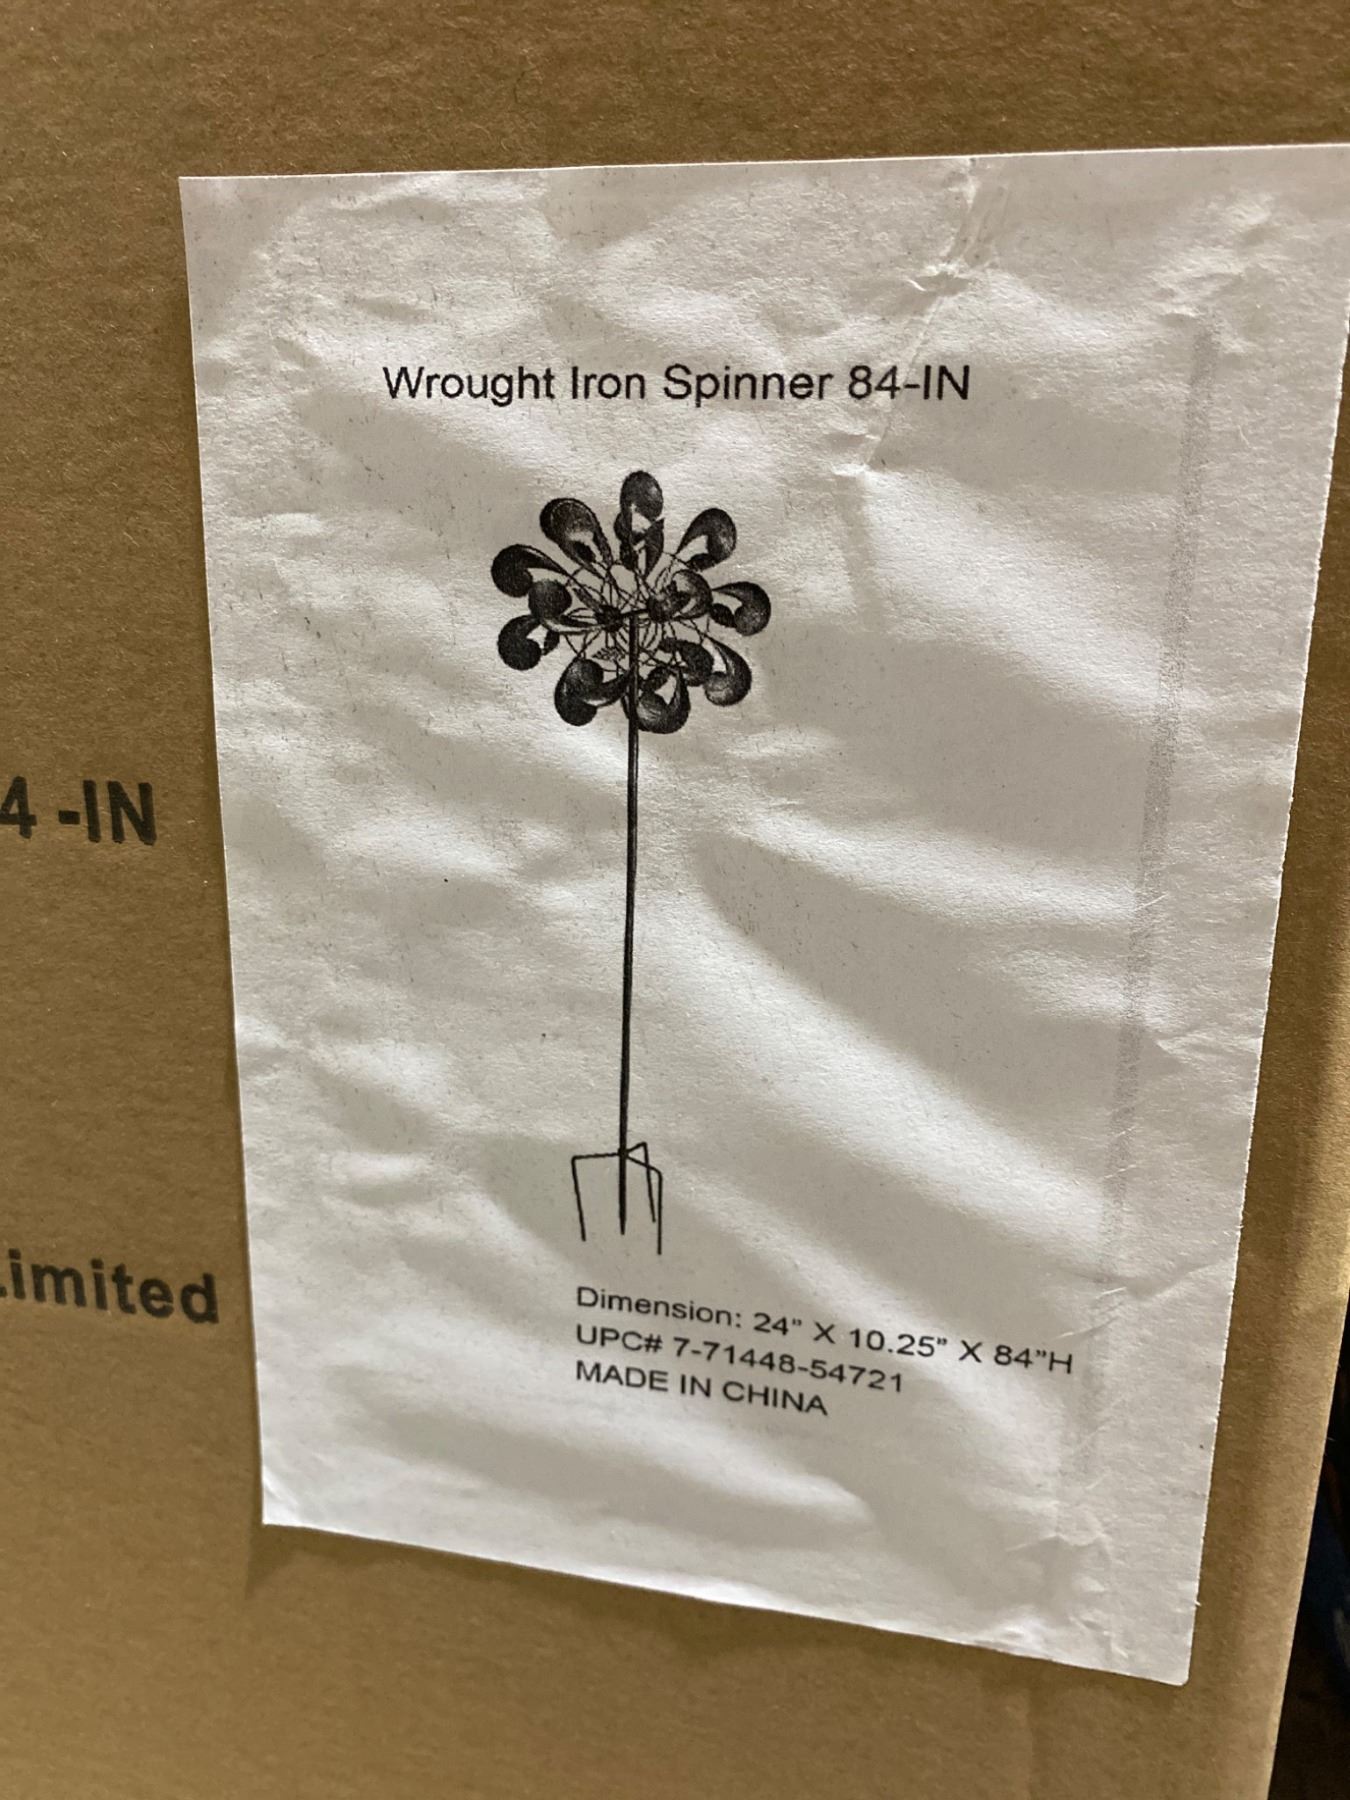 Wrought Iron Spinner 84-IN
4 -IN
imited
Dimension: 24” X 10.25” X 84”H
UPC# 7-71448-54721
MADE IN CHINA